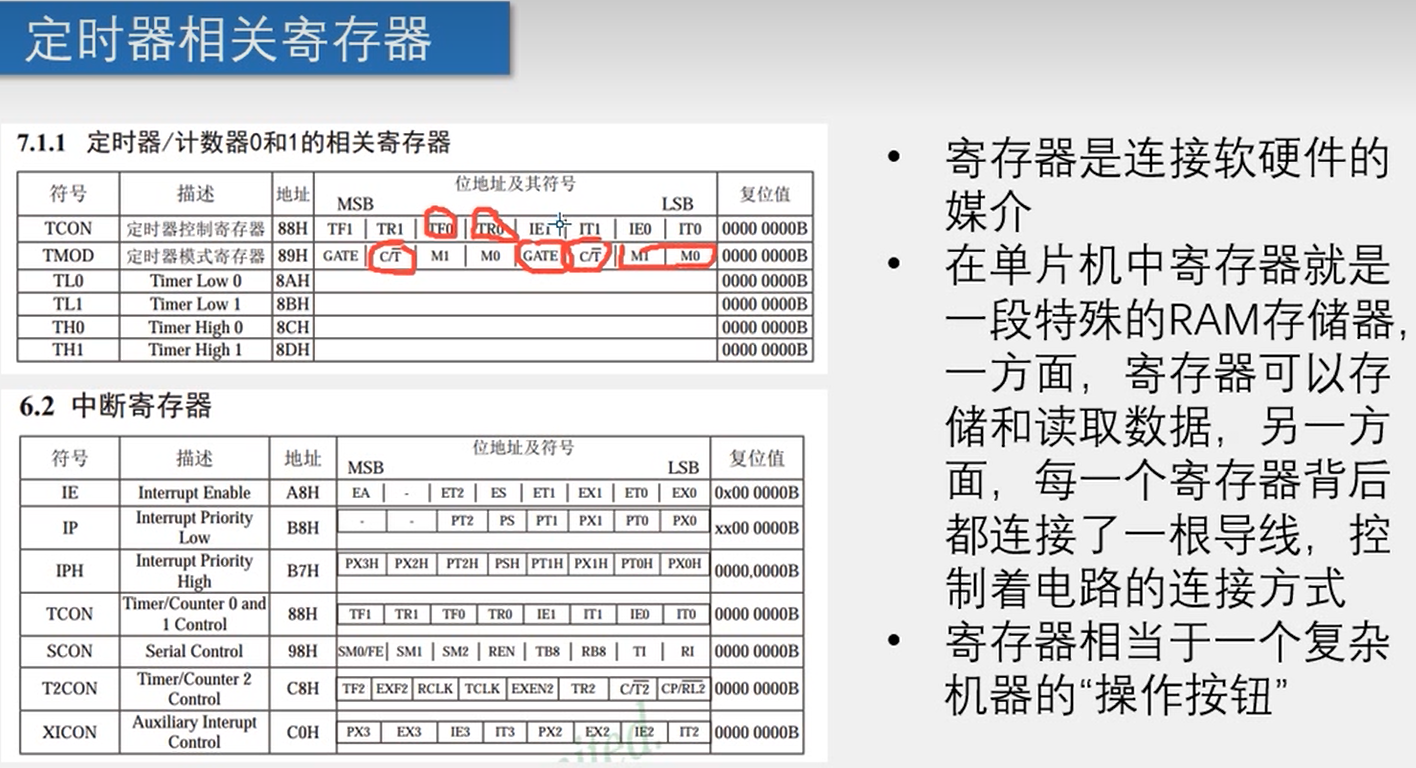 定时器相关寄存器
7.1.1 定时器/计数器0和1的相关寄存器
符号 描述 地址 位地址及其符号 复位值
MSB LSB
TCON 定时器控制寄存器 88H TF1 TR1 TF0 TR0 IE1 IT1 IE0 IT0 0000 0000B
TMOD 定时器模式寄存器 89H GATE C/T̅ M1 M0 GATE C/T̅ M1 M0 0000 0000B
TL0 Timer Low 0 8AH 0000 0000B
TL1 Timer Low 1 8BH 0000 0000B
TH0 Timer High 0 8CH 0000 0000B
TH1 Timer High 1 8DH 0000 0000B
6.2 中断寄存器
符号 描述 地址 位地址及符号 复位值
MSB LSB
IE Interrupt Enable A8H EA - ET2 ES ET1 EX1 ET0 EX0 0x00 0000B
IP Interrupt Priority Low B8H - - PT2 PS PT1 PX1 PT0 PX0 xx00 0000B
IPH Interrupt Priority High B7H PX3H PX2H PT2H PSH PT1H PX1H PT0H PX0H 0000,0000B
TCON Timer/Counter 0 and 1 Control 88H TF1 TR1 TF0 TR0 IE1 IT1 IE0 IT0 0000 0000B
SCON Serial Control 98H SM0/FE SM1 SM2 REN TB8 RB8 TI RI 0000 0000B
T2CON Timer/Counter 2 Control C8H TF2 EXF2 RCLK TCLK EXEN2 TR2 C/T̅2̅ CP/R̅L̅2̅ 0000 0000B
XICON Auxiliary Interupt Control C0H PX3 EX3 IE3 IT3 PX2 EX2 IE2 IT2 0000 0000B
• 寄存器是连接软硬件的
媒介
• 在单片机中寄存器就是
一段特殊的RAM存储器，
一方面，寄存器可以存
储和读取数据，另一方
面，每一个寄存器背后
都连接了一根导线，控
制着电路的连接方式
• 寄存器相当于一个复杂
机器的“操作按钮”